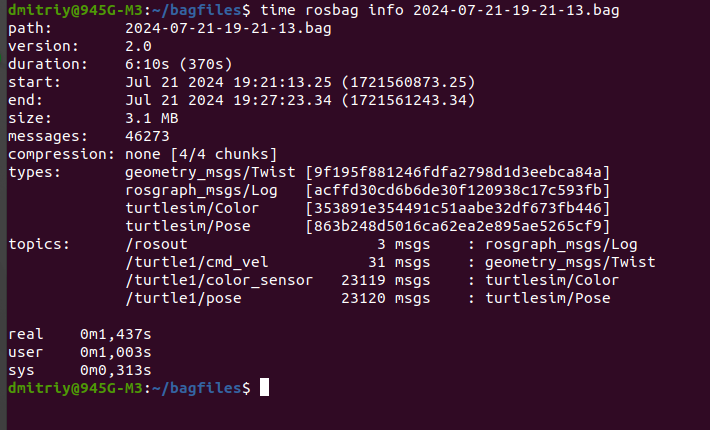 dmitriy@945G-M3:~/bagfiles$ time rosbag info 2024-07-21-19-21-13.bag
path:        2024-07-21-19-21-13.bag
version:     2.0
duration:    6:10s (370s)
start:       Jul 21 2024 19:21:13.25 (1721560873.25)
end:         Jul 21 2024 19:27:23.34 (1721561243.34)
size:        3.1 MB
messages:    46273
compression: none [4/4 chunks]
types:       geometry_msgs/Twist [9f195f881246fdfa2798d1d3eebca84a]
             rosgraph_msgs/Log   [acffd30cd6b6de30f120938c17c593fb]
             turtlesim/Color     [353891e354491c51aabe32df673fb446]
             turtlesim/Pose      [863b248d5016ca62ea2e895ae5265cf9]
topics:      /rosout                    3 msgs    : rosgraph_msgs/Log
             /turtle1/cmd_vel          31 msgs    : geometry_msgs/Twist
             /turtle1/color_sensor  23119 msgs    : turtlesim/Color
             /turtle1/pose          23120 msgs    : turtlesim/Pose
real    0m1,437s
user    0m1,003s
sys     0m0,313s
dmitriy@945G-M3:~/bagfiles$